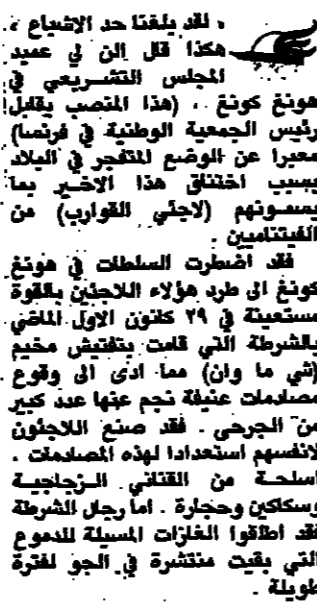 « لقد بلغنا حد الاشباع »
هكذا قال إلن لي عميد
المجلس التشريعي في
هونغ كونغ . (هذا المنصب يقابل
رئيس الجمعية الوطنية في فرنسا)
معبرا عن الوضع المتفجر في البلاد
بسبب اختناق هذا الاخير بما
يسمونهم (لاجئي القوارب) من
الفيتناميين .
فقد اضطرت السلطات في هونغ
كونغ الى طرد هؤلاء اللاجئين بالقوة
مستعينة في ٢٩ كانون الاول الماضي
بالشرطة التي قامت بتفتيش مخيم
(شي ما وان) مما ادى الى وقوع
مصادمات عنيفة نجم عنها عدد كبير
من الجرحى . فقد صنع اللاجئون
لانفسهم استعدادا لهذه المصادمات .
اسلحة من القناني الزجاجية
وسكاكين وحجارة . اما رجال الشرطة
فقد اطلقوا الغازات المسيلة للدموع
التي بقيت منتشرة في الجو لفترة
طويلة .